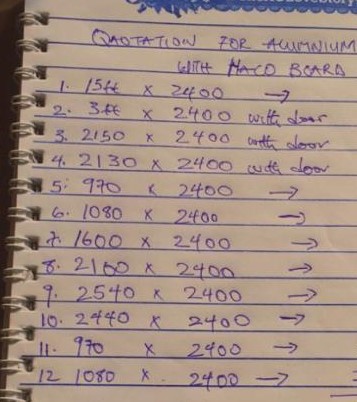 QAOTATION FOR ALUMNIUM
WITH MACO BOARD
1. 15ft x 2400 →
2. 3ft x 2400 with door
3. 2150 x 2400 with door
4. 2130 x 2400 with door
5. 970 x 2400 →
6. 1080 x 2400 →
7. 1600 x 2400 →
8. 2160 x 2400 →
9. 2540 x 2400 →
10. 2440 x 2400 →
11. 970 x 2400 →
12 1080 x 2400 →